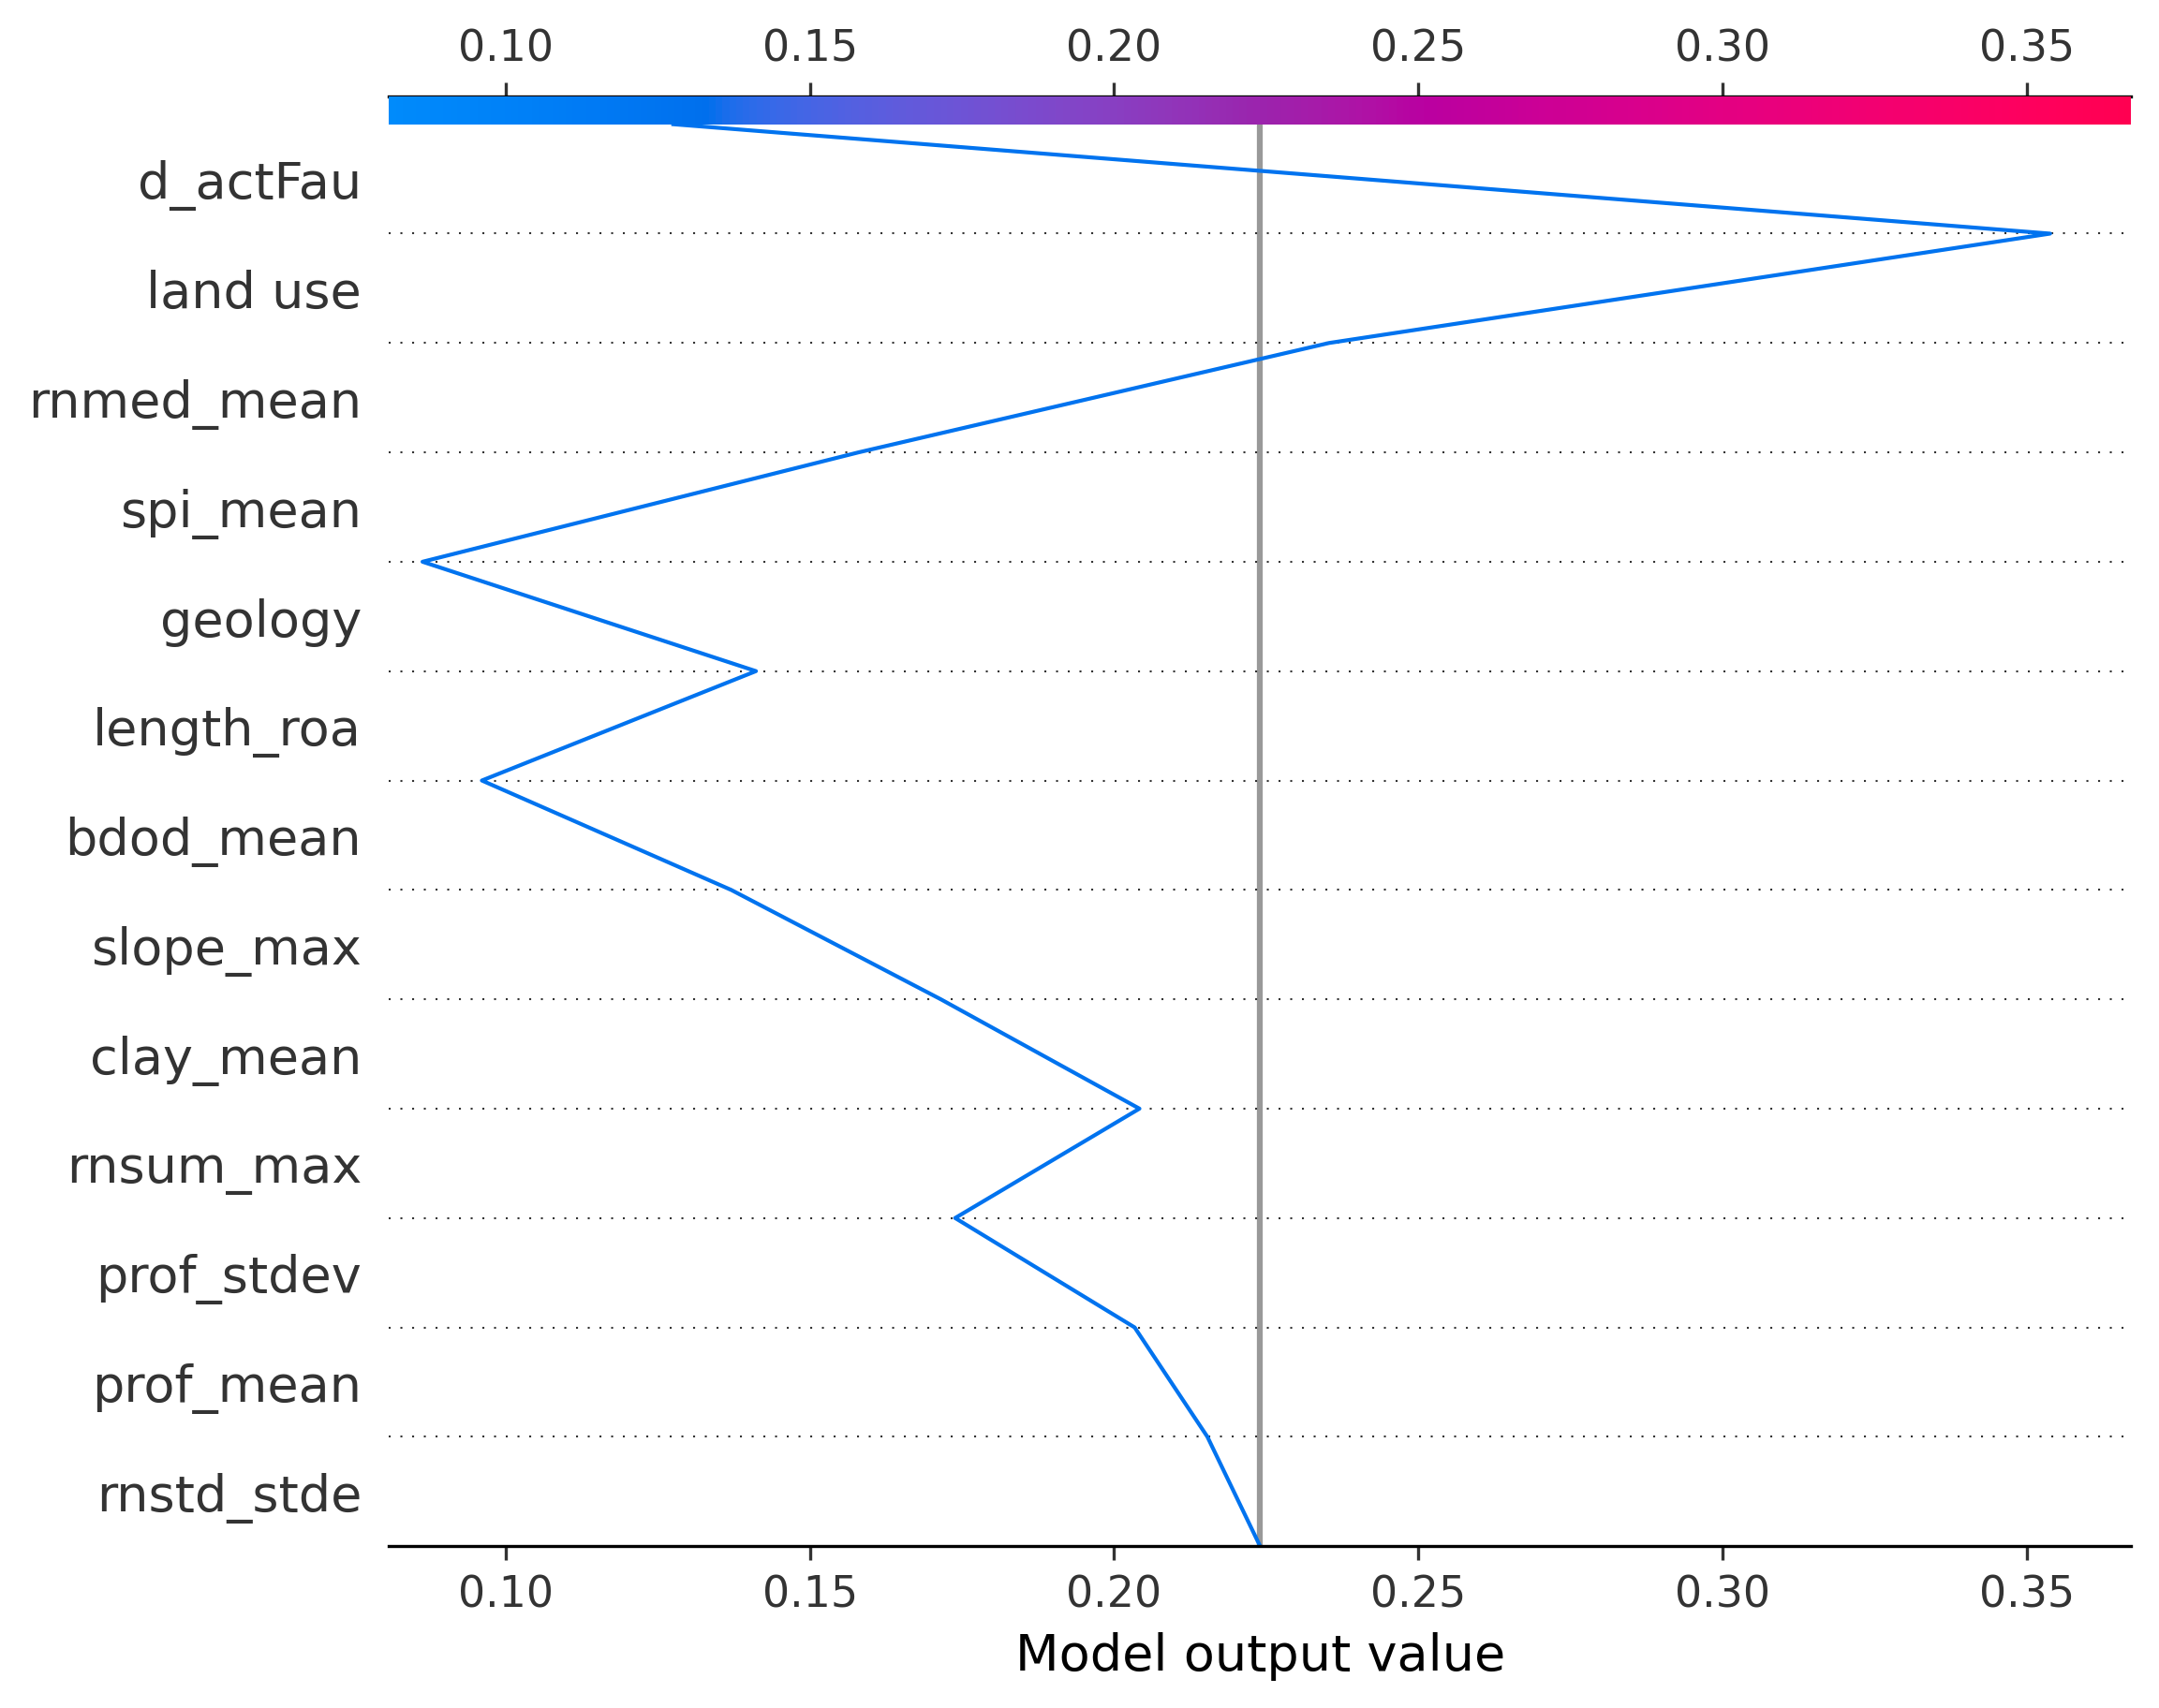 0.10 0.15 0.20 0.25 0.30 0.35
d_actFau
land use
rnmed_mean
spi_mean
geology
length_roa
bdod_mean
slope_max
clay_mean
rnsum_max
prof_stdev
prof_mean
rnstd_stde
0.10 0.15 0.20 0.25 0.30 0.35
Model output value